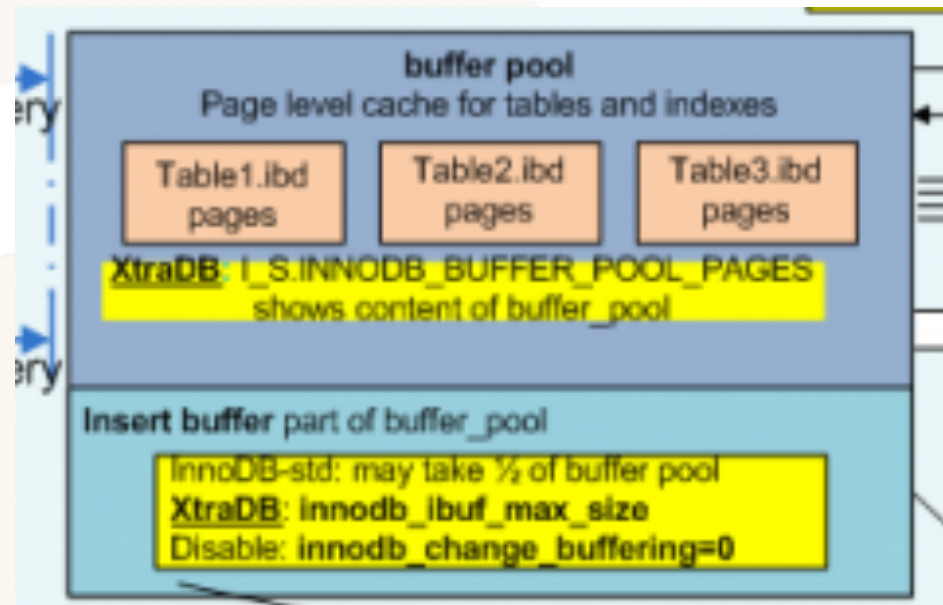 buffer pool
Page level cache for tables and indexes
Table1.ibd
pages
Table2.ibd
pages
Table3.ibd
pages
XtraDB: I_S.INNODB_BUFFER_POOL_PAGES
shows content of buffer_pool
ery
ery
Insert buffer part of buffer_pool
InnoDB-std: may take ½ of buffer pool
XtraDB: innodb_ibuf_max_size
Disable: innodb_change_buffering=0